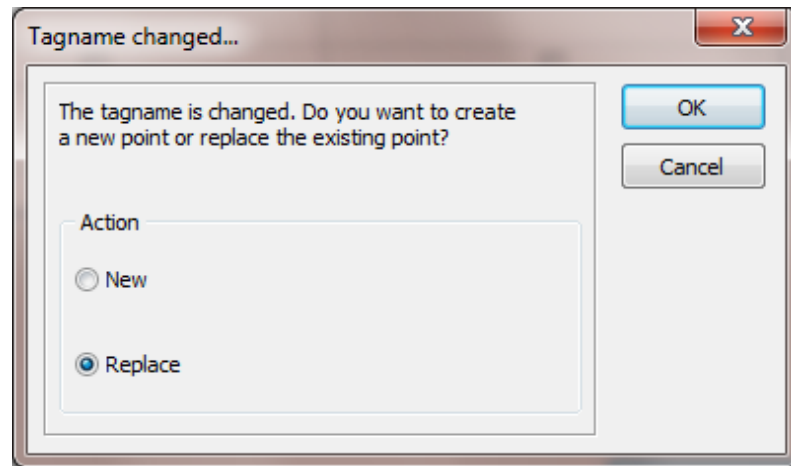 Tagname changed...
The tagname is changed. Do you want to create
a new point or replace the existing point?
OK
Cancel
Action
New
Replace